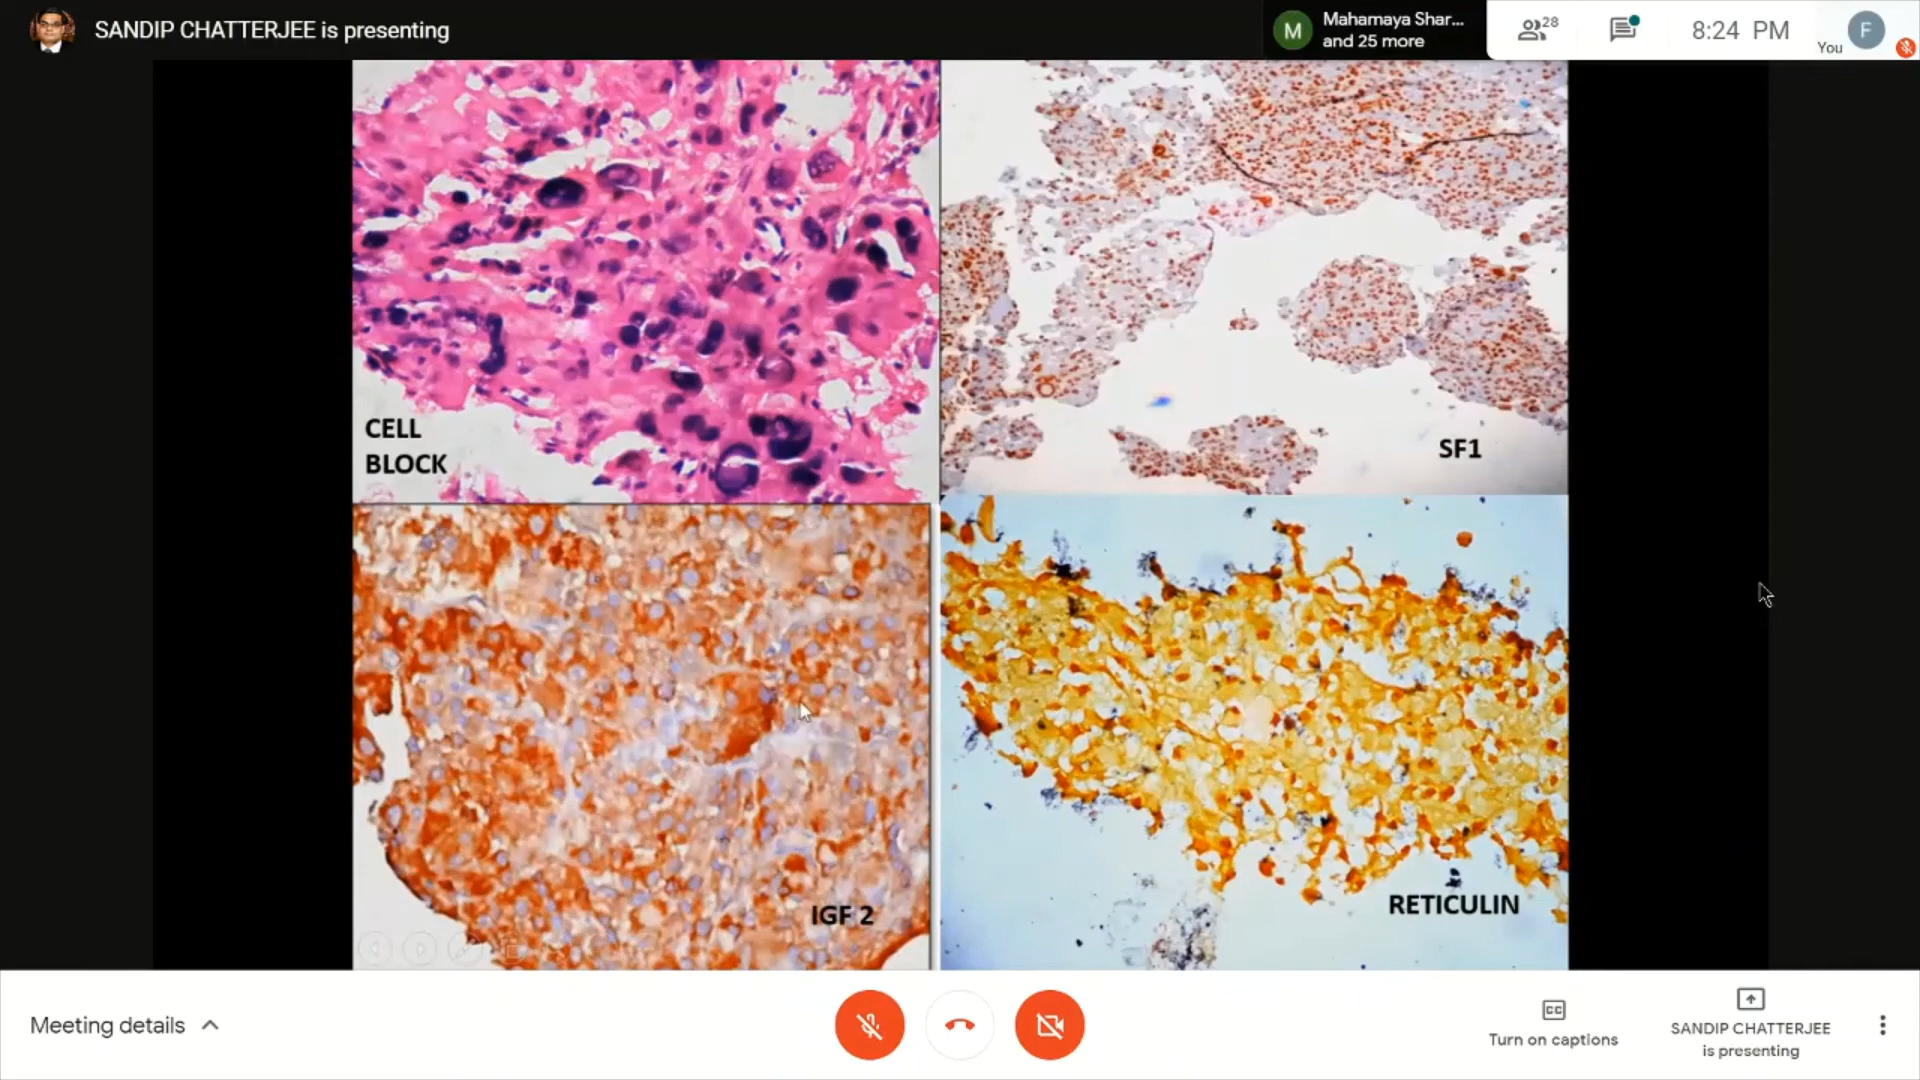 SANDIP CHATTERJEE is presenting
M
Mahamaya Shar...
and 25 more
28
8:24 PM
You
F
CELL
BLOCK
SF1
IGF 2
RETICULIN
Meeting details
CC
Turn on captions
SANDIP CHATTERJEE
is presenting